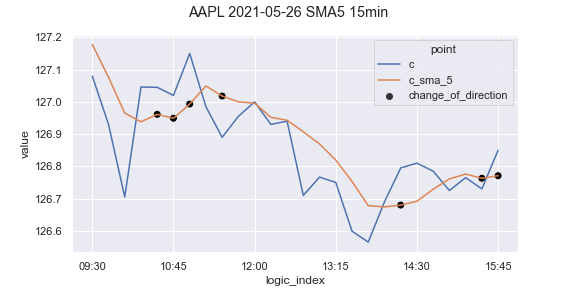 AAPL 2021-05-26 SMA5 15min
127.2
127.1
127.0
126.9
126.8
126.7
126.6
value
point
c
c_sma_5
change_of_direction
09:30 10:45 12:00 13:15 14:30 15:45
logic_index